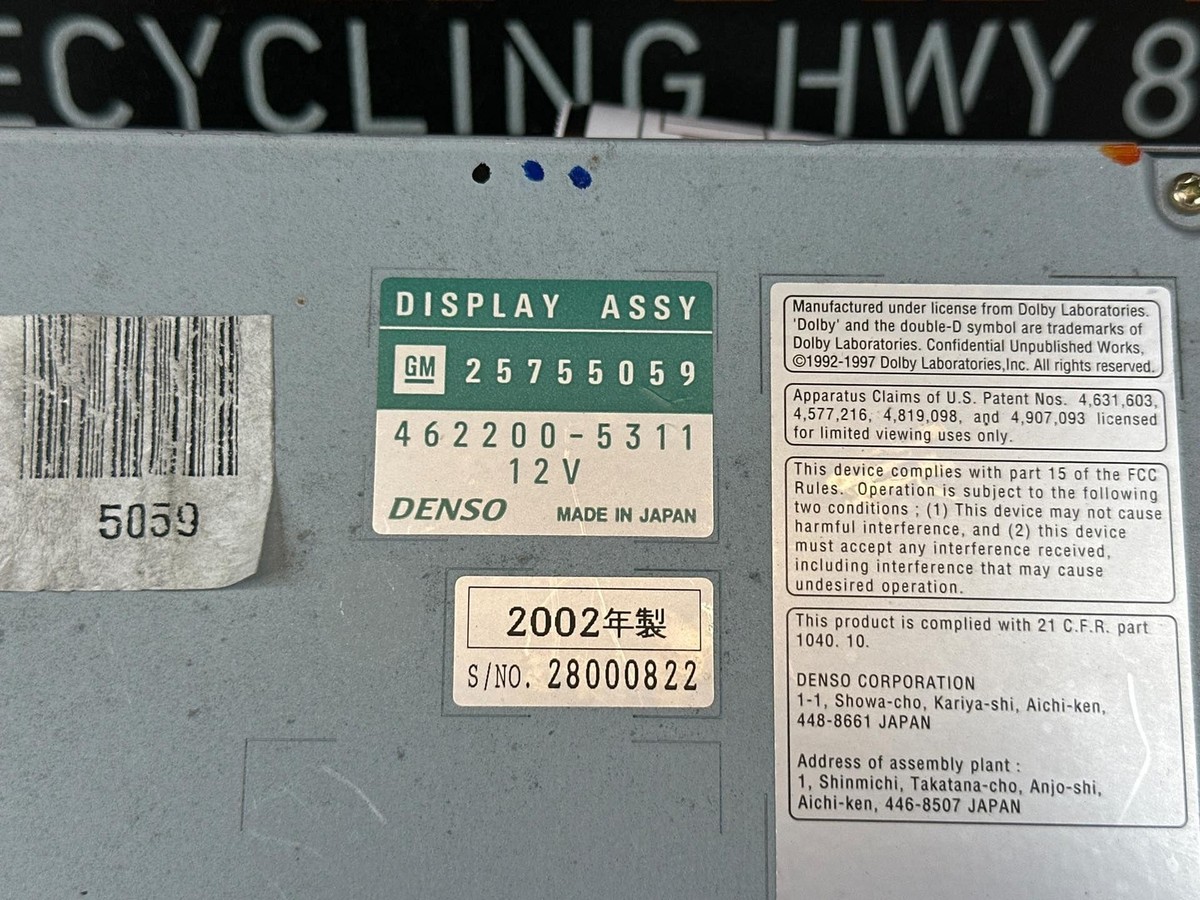 ECYCLING HWY 8
DISPLAY ASSY
GM 25755059
462200-5311
12V
DENSO MADE IN JAPAN
5059
2002年製
S/NO. 28000822
Manufactured under license from Dolby Laboratories.
'Dolby' and the double-D symbol are trademarks of
Dolby Laboratories. Confidential Unpublished Works,
©1992-1997 Dolby Laboratories,Inc. All rights reserved.
Apparatus Claims of U.S. Patent Nos. 4,631,603,
4,577,216, 4,819,098, and 4,907,093 licensed
for limited viewing uses only.
This device complies with part 15 of the FCC
Rules. Operation is subject to the following
two conditions ; (1) This device may not cause
harmful interference, and (2) this device
must accept any interference received,
including interference that may cause
undesired operation.
This product is complied with 21 C.F.R. part
1040. 10.
DENSO CORPORATION
1-1, Showa-cho, Kariya-shi, Aichi-ken,
448-8661 JAPAN
Address of assembly plant :
1, Shinmichi, Takatana-cho, Anjo-shi,
Aichi-ken, 446-8507 JAPAN